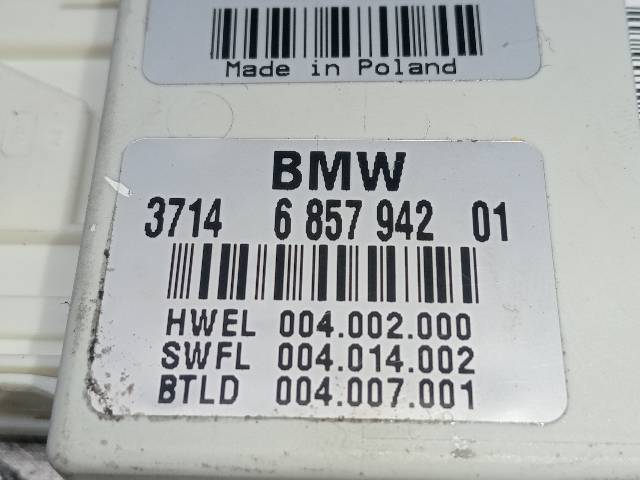 Made in Poland
BMW
3714 6 857 942 01
HWEL 004.002.000
SWFL 004.014.002
BTLD 004.007.001